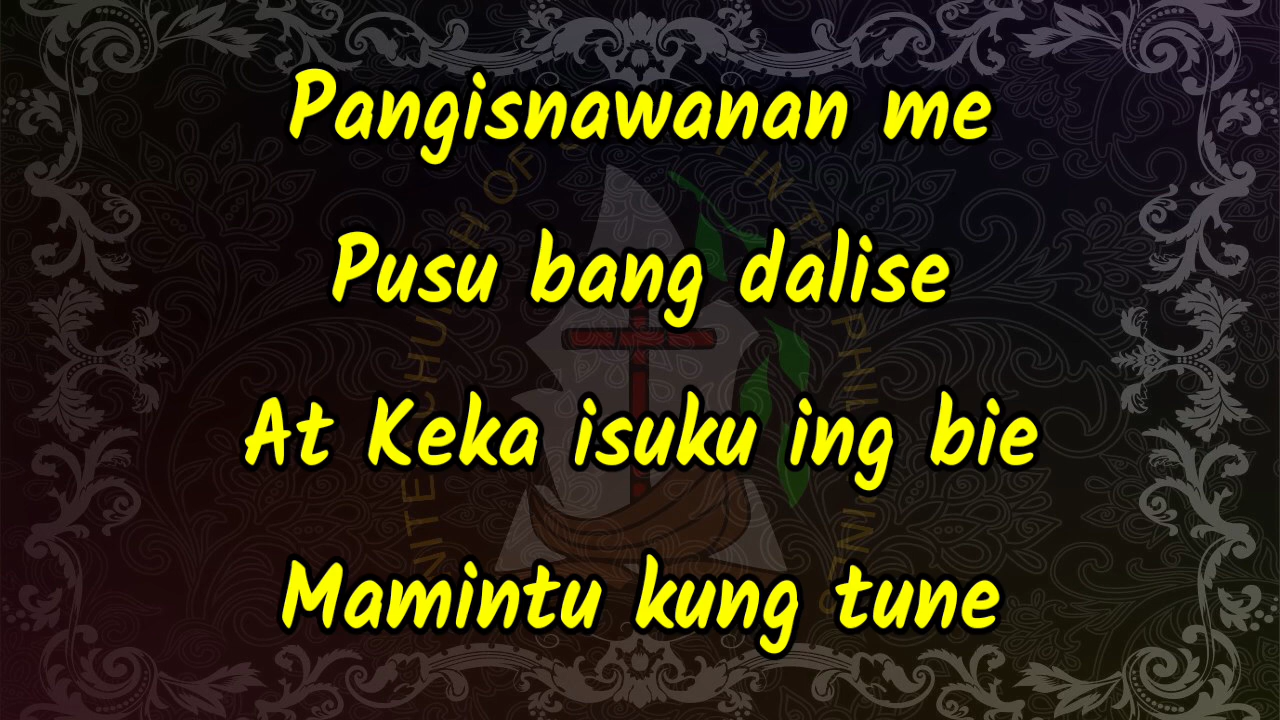 Pangisnawanan me
Pusu bang dalise
At Keka isuku ing bie
Mamintu kung tune